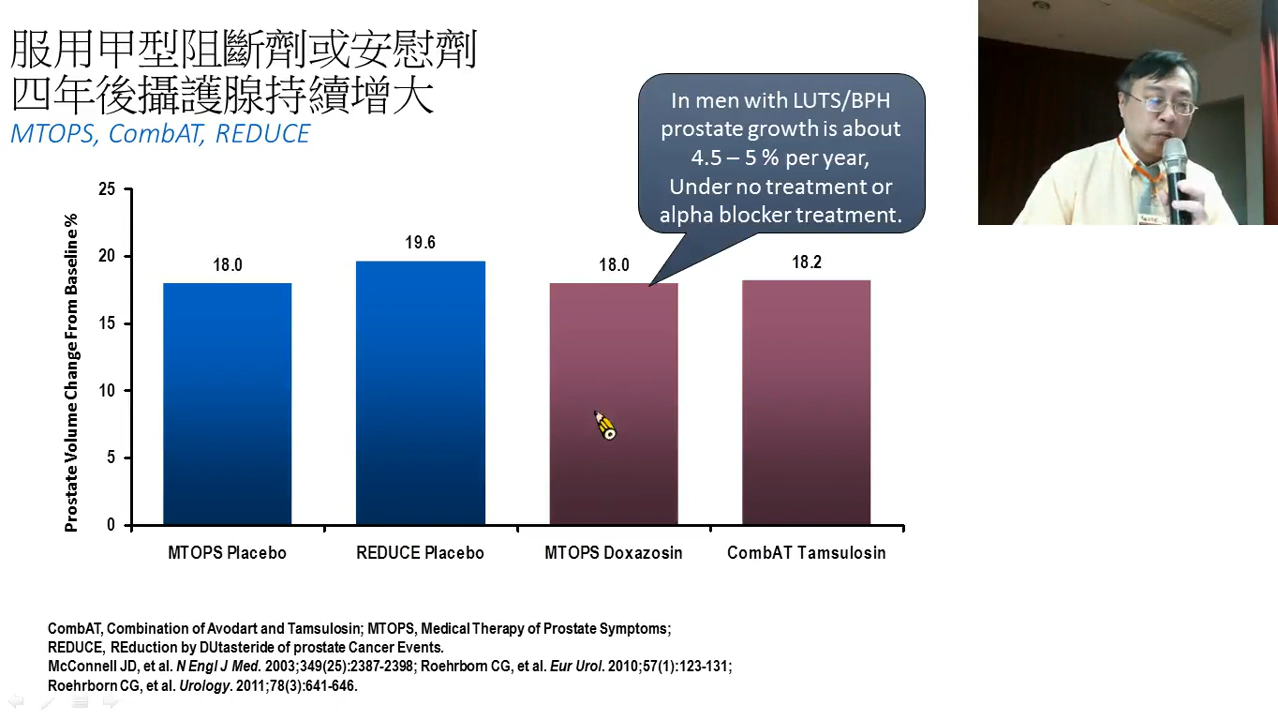 服用甲型阻斷劑或安慰劑
四年後攝護腺持續增大
MTOPS, CombAT, REDUCE
In men with LUTS/BPH
prostate growth is about
4.5 – 5 % per year,
Under no treatment or
alpha blocker treatment.
Prostate Volume Change From Baseline %
25
20
15
10
5
0
18.0
19.6
18.0
18.2
MTOPS Placebo
REDUCE Placebo
MTOPS Doxazosin
CombAT Tamsulosin
CombAT, Combination of Avodart and Tamsulosin; MTOPS, Medical Therapy of Prostate Symptoms;
REDUCE, REduction by DUtasteride of prostate Cancer Events.
McConnell JD, et al. N Engl J Med. 2003;349(25):2387-2398; Roehrborn CG, et al. Eur Urol. 2010;57(1):123-131;
Roehrborn CG, et al. Urology. 2011;78(3):641-646.